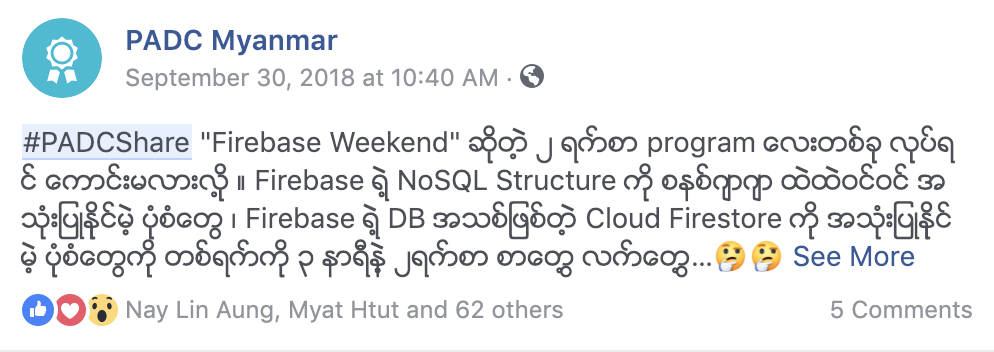 PADC Myanmar
September 30, 2018 at 10:40 AM ·
#PADCShare "Firebase Weekend" ဆိုတဲ့ ၂ ရက်စာ program လေးတစ်ခု လုပ်ရ
င် ကောင်းမလားလို့ ။ Firebase ရဲ့ NoSQL Structure ကို စနစ်ဂျာဂျာ ထဲထဲဝင်ဝင် အ
သုံးပြုနိုင်မဲ့ ပုံစံတွေ ၊ Firebase ရဲ့ DB အသစ်ဖြစ်တဲ့ Cloud Firestore ကို အသုံးပြုနိုင်
မဲ့ ပုံစံတွေကို တစ်ရက်ကို ၃ နာရီနဲ့ ၂ရက်စာ စာတွေ့ လက်တွေ့...🤔🤔 See More
Nay Lin Aung, Myat Htut and 62 others
5 Comments